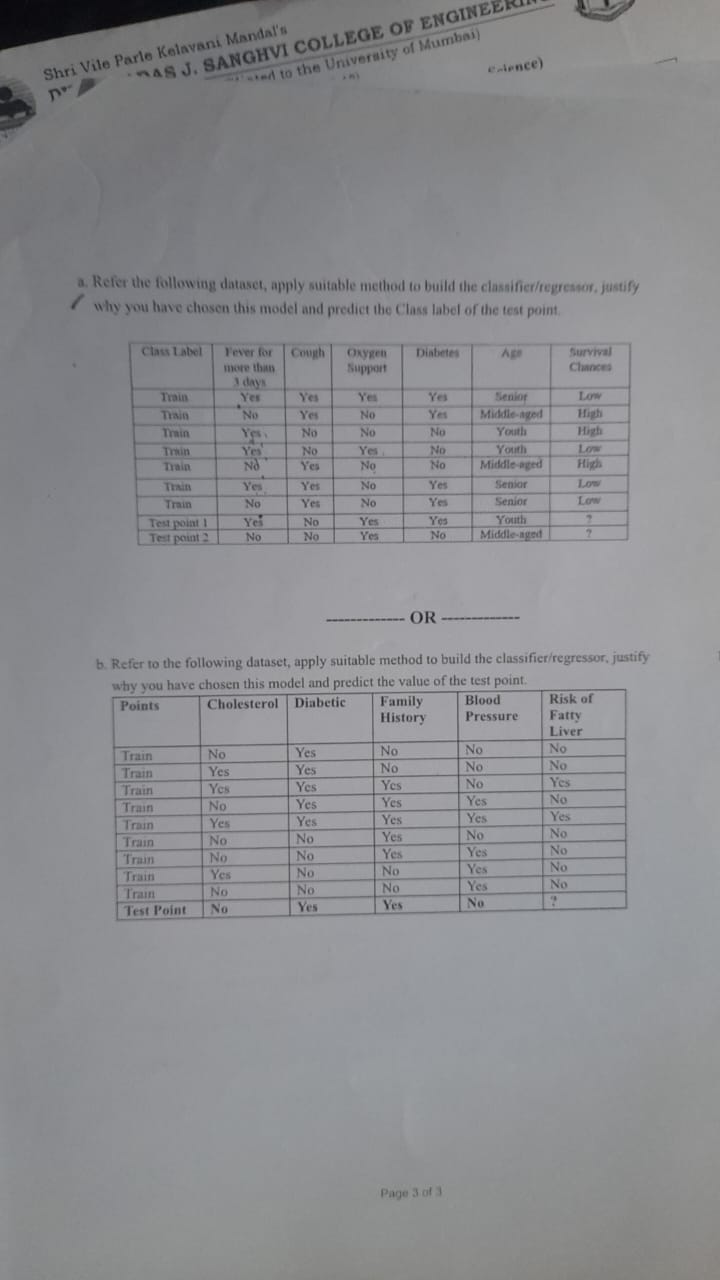 Shri Vile Parle Kelavani Mandal's
J. SANGHVI COLLEGE OF
to the University of Mumbai)
a. Refer the following dataset, apply suitable method to build the classifier/regressor, justify
why you have chosen this model and predict the Class label of the test point.
Class Label Fever for more than 3 days Cough Oxygen Support Diabetes Age Survival Chances
Train Yes Yes Yes Yes Senior Low
Train No Yes No Yes Middle-aged High
Train Yes No No No Youth High
Train Yes No Yes No Youth Low
Train No Yes No No Middle-aged High
Train Yes Yes No Yes Senior Low
Train No Yes No Yes Senior Low
Test point 1 Yes No Yes Yes Youth ?
Test point 2 No No Yes No Middle-aged ?
------------- OR -------------
b. Refer to the following dataset, apply suitable method to build the classifier/regressor, justify
why you have chosen this model and predict the value of the test point.
Points Cholesterol Diabetic Family History Blood Pressure Risk of Fatty Liver
Train No Yes No No No
Train Yes Yes No No No
Train Yes Yes Yes No Yes
Train No Yes Yes Yes No
Train Yes Yes Yes Yes Yes
Train No No Yes No No
Train No No Yes Yes No
Train Yes No No Yes No
Train No No No Yes No
Test Point No Yes Yes No ?
Page 3 of 3